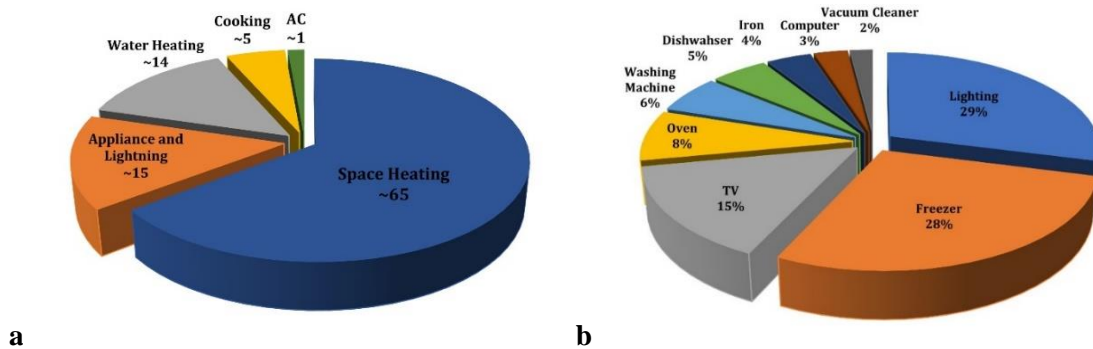 Cooking
~5
AC
~1
Water Heating
~14
Appliance and
Lightning
~15
Space Heating
~65
a
Vacuum Cleaner
2%
Computer
3%
Iron
4%
Dishwahser
5%
Washing
Machine
6%
Oven
8%
TV
15%
Lighting
29%
Freezer
28%
b